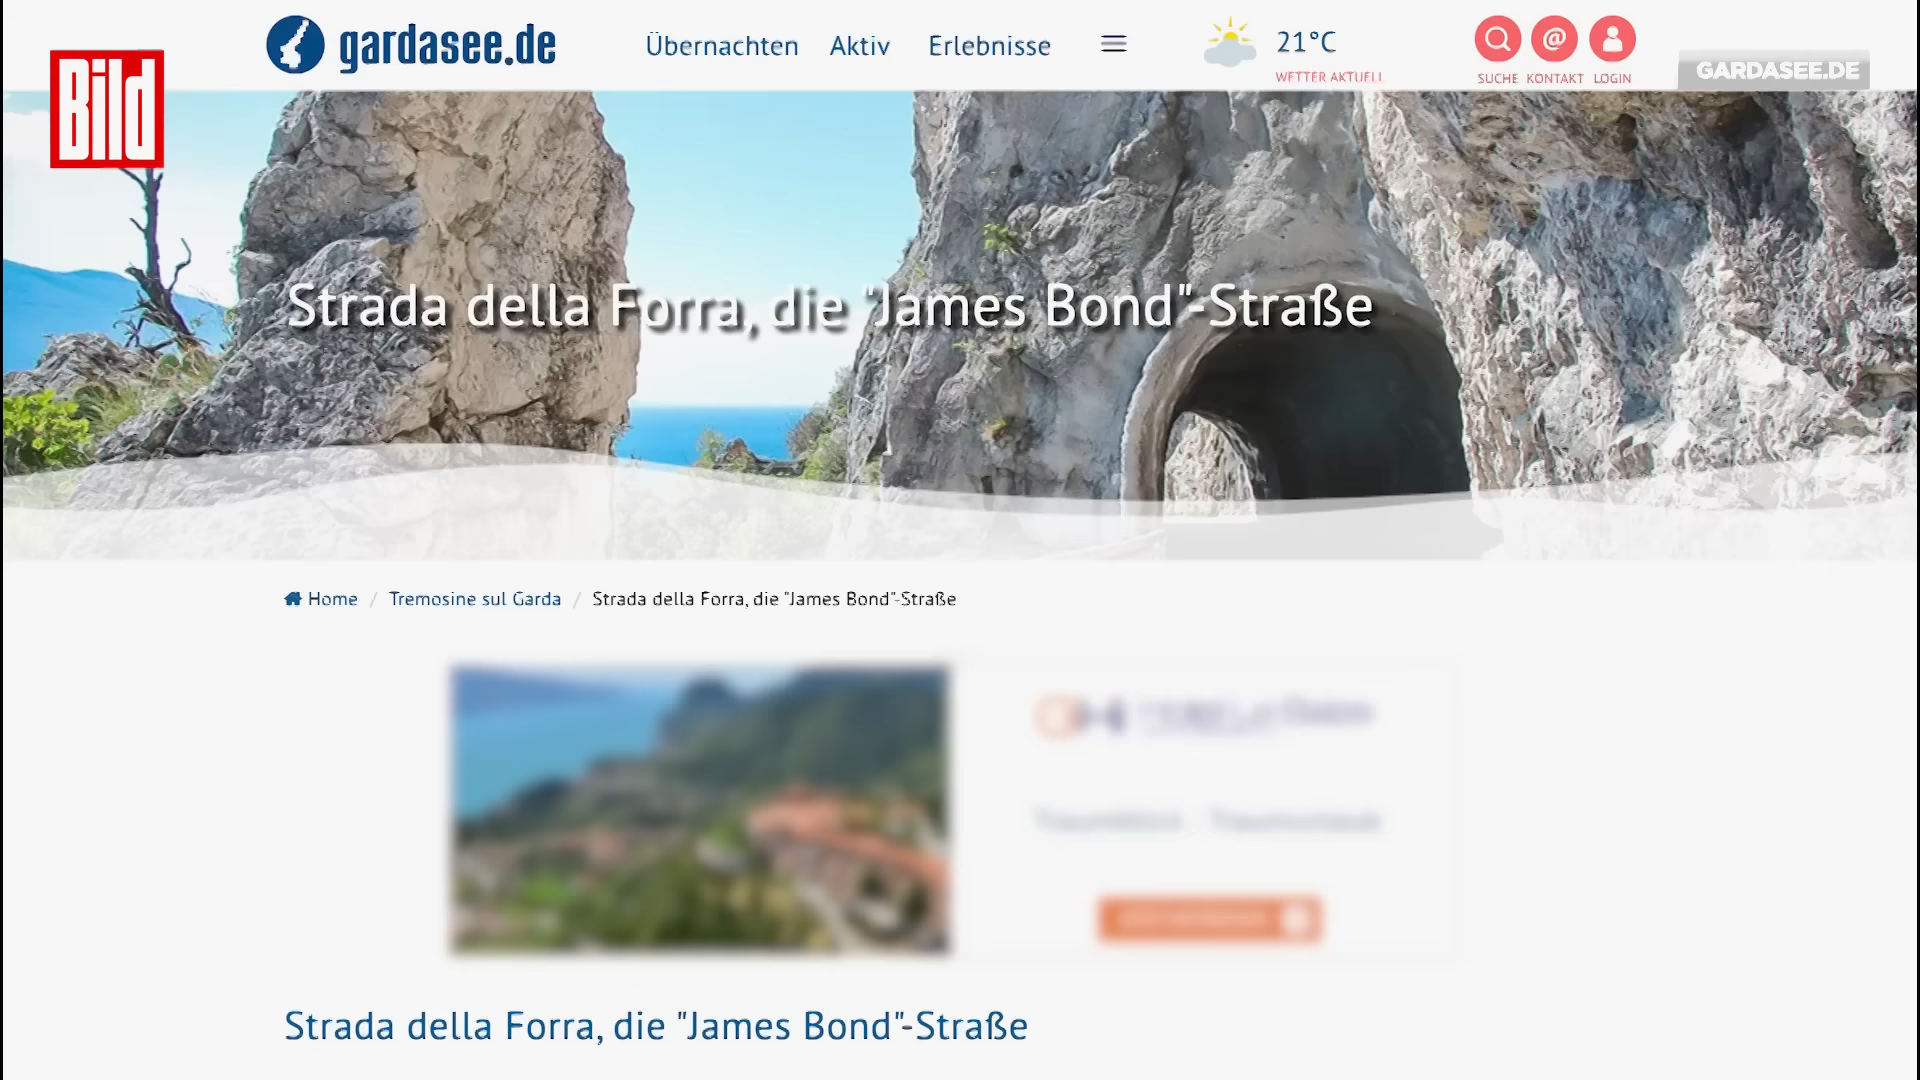 Bild
gardasee.de
Übernachten Aktiv Erlebnisse
21°C
WETTER AKTUELL
SUCHE KONTAKT LOGIN
GARDASEE.DE
Strada della Forra, die "James Bond"-Straße
Home / Tremosine sul Garda / Strada della Forra, die "James Bond"-Straße
Strada della Forra, die "James Bond"-Straße